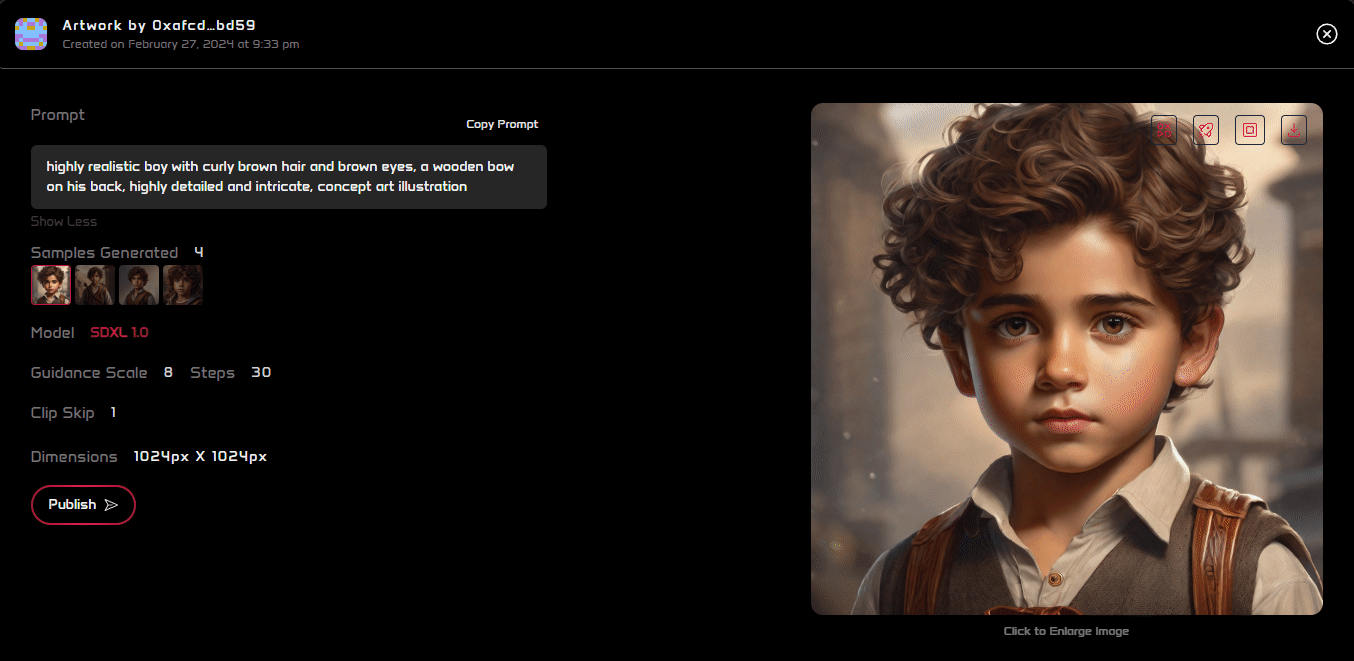 Artwork by 0xafcd...bd59
Created on February 27, 2024 at 9:33 pm
Prompt
Copy Prompt
highly realistic boy with curly brown hair and brown eyes, a wooden bow
on his back, highly detailed and intricate, concept art illustration
Show Less
Samples Generated 4
Model SDXL 1.0
Guidance Scale 8 Steps 30
Clip Skip 1
Dimensions 1024px X 1024px
Publish
Click to Enlarge Image